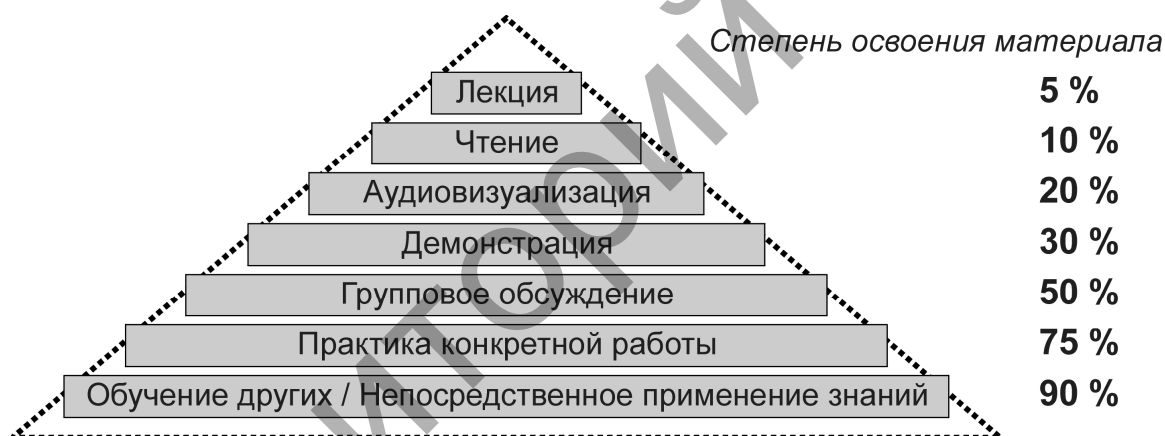 Степень освоения материала
Лекция 5 %
Чтение 10 %
Аудиовизуализация 20 %
Демонстрация 30 %
Групповое обсуждение 50 %
Практика конкретной работы 75 %
Обучение других / Непосредственное применение знаний 90 %